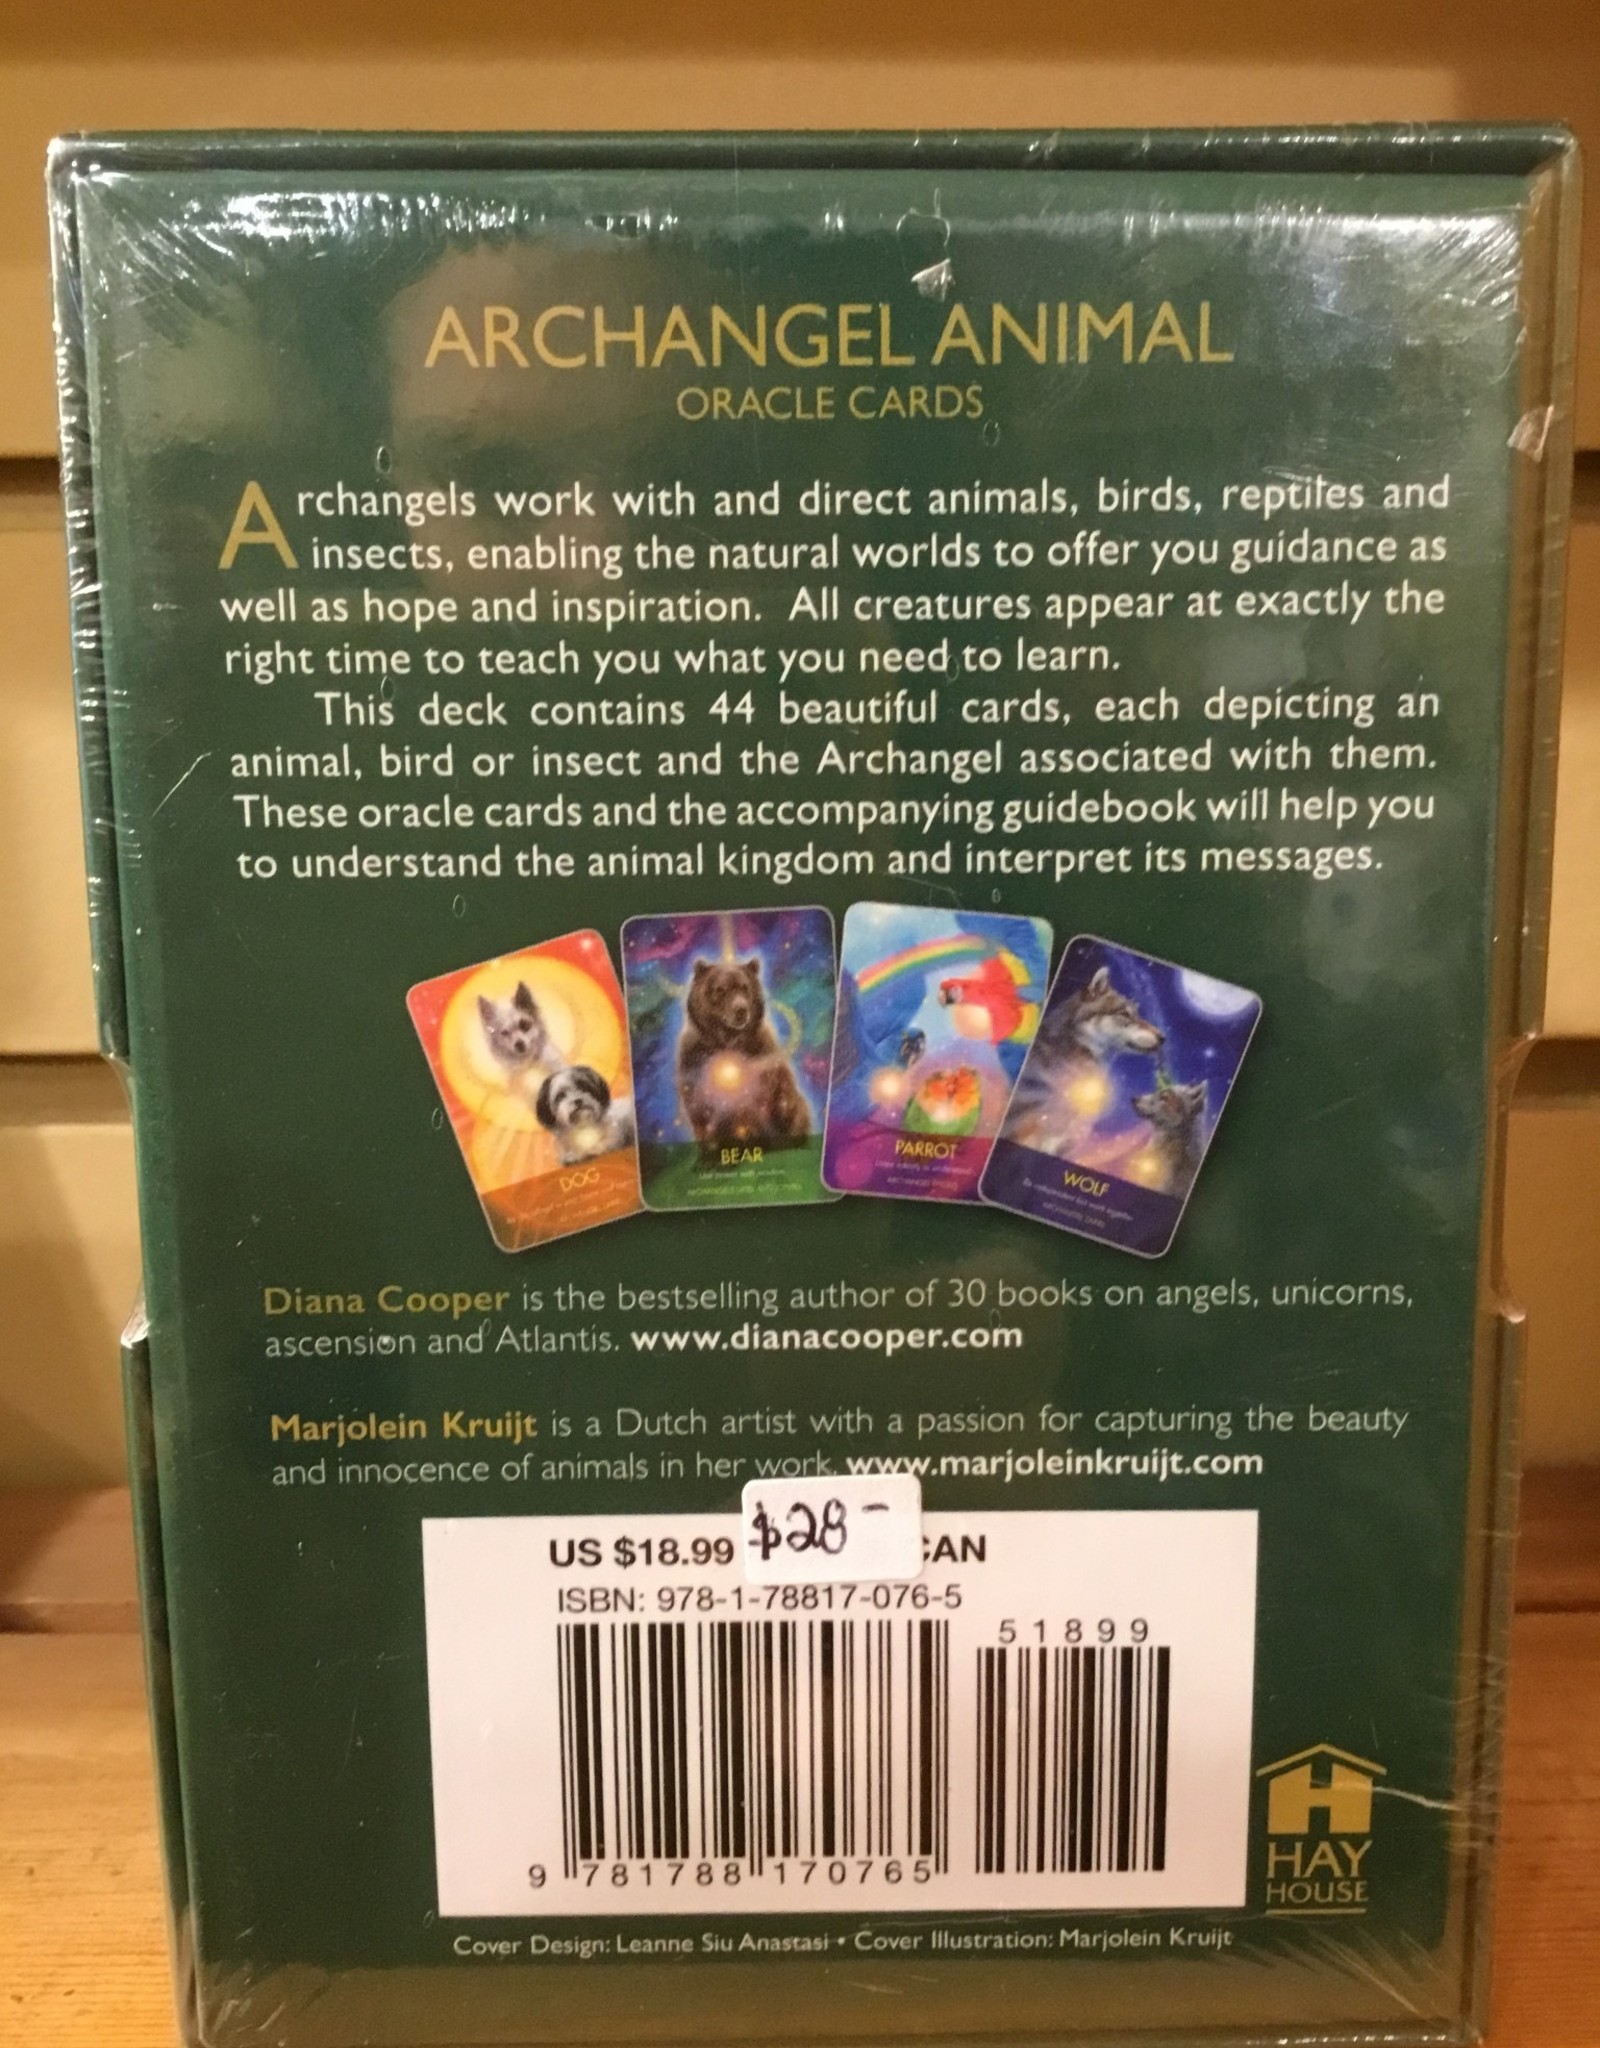 ARCHANGEL ANIMAL
ORACLE CARDS
Archangels work with and direct animals, birds, reptiles and
insects, enabling the natural worlds to offer you guidance as
well as hope and inspiration. All creatures appear at exactly the
right time to teach you what you need to learn.
This deck contains 44 beautiful cards, each depicting an
animal, bird or insect and the Archangel associated with them.
These oracle cards and the accompanying guidebook will help you
to understand the animal kingdom and interpret its messages.
DOG
BEAR
PARROT
WOLF
Be independent but work together
Diana Cooper is the bestselling author of 30 books on angels, unicorns,
ascension and Atlantis. www.dianacooper.com
Marjolein Kruijt is a Dutch artist with a passion for capturing the beauty
and innocence of animals in her work. www.marjoleinkruijt.com
US $18.99 $28- CAN
ISBN: 978-1-78817-076-5
51899
9 781788 170765
HAY
HOUSE
Cover Design: Leanne Siu Anastasi • Cover Illustration: Marjolein Kruijt